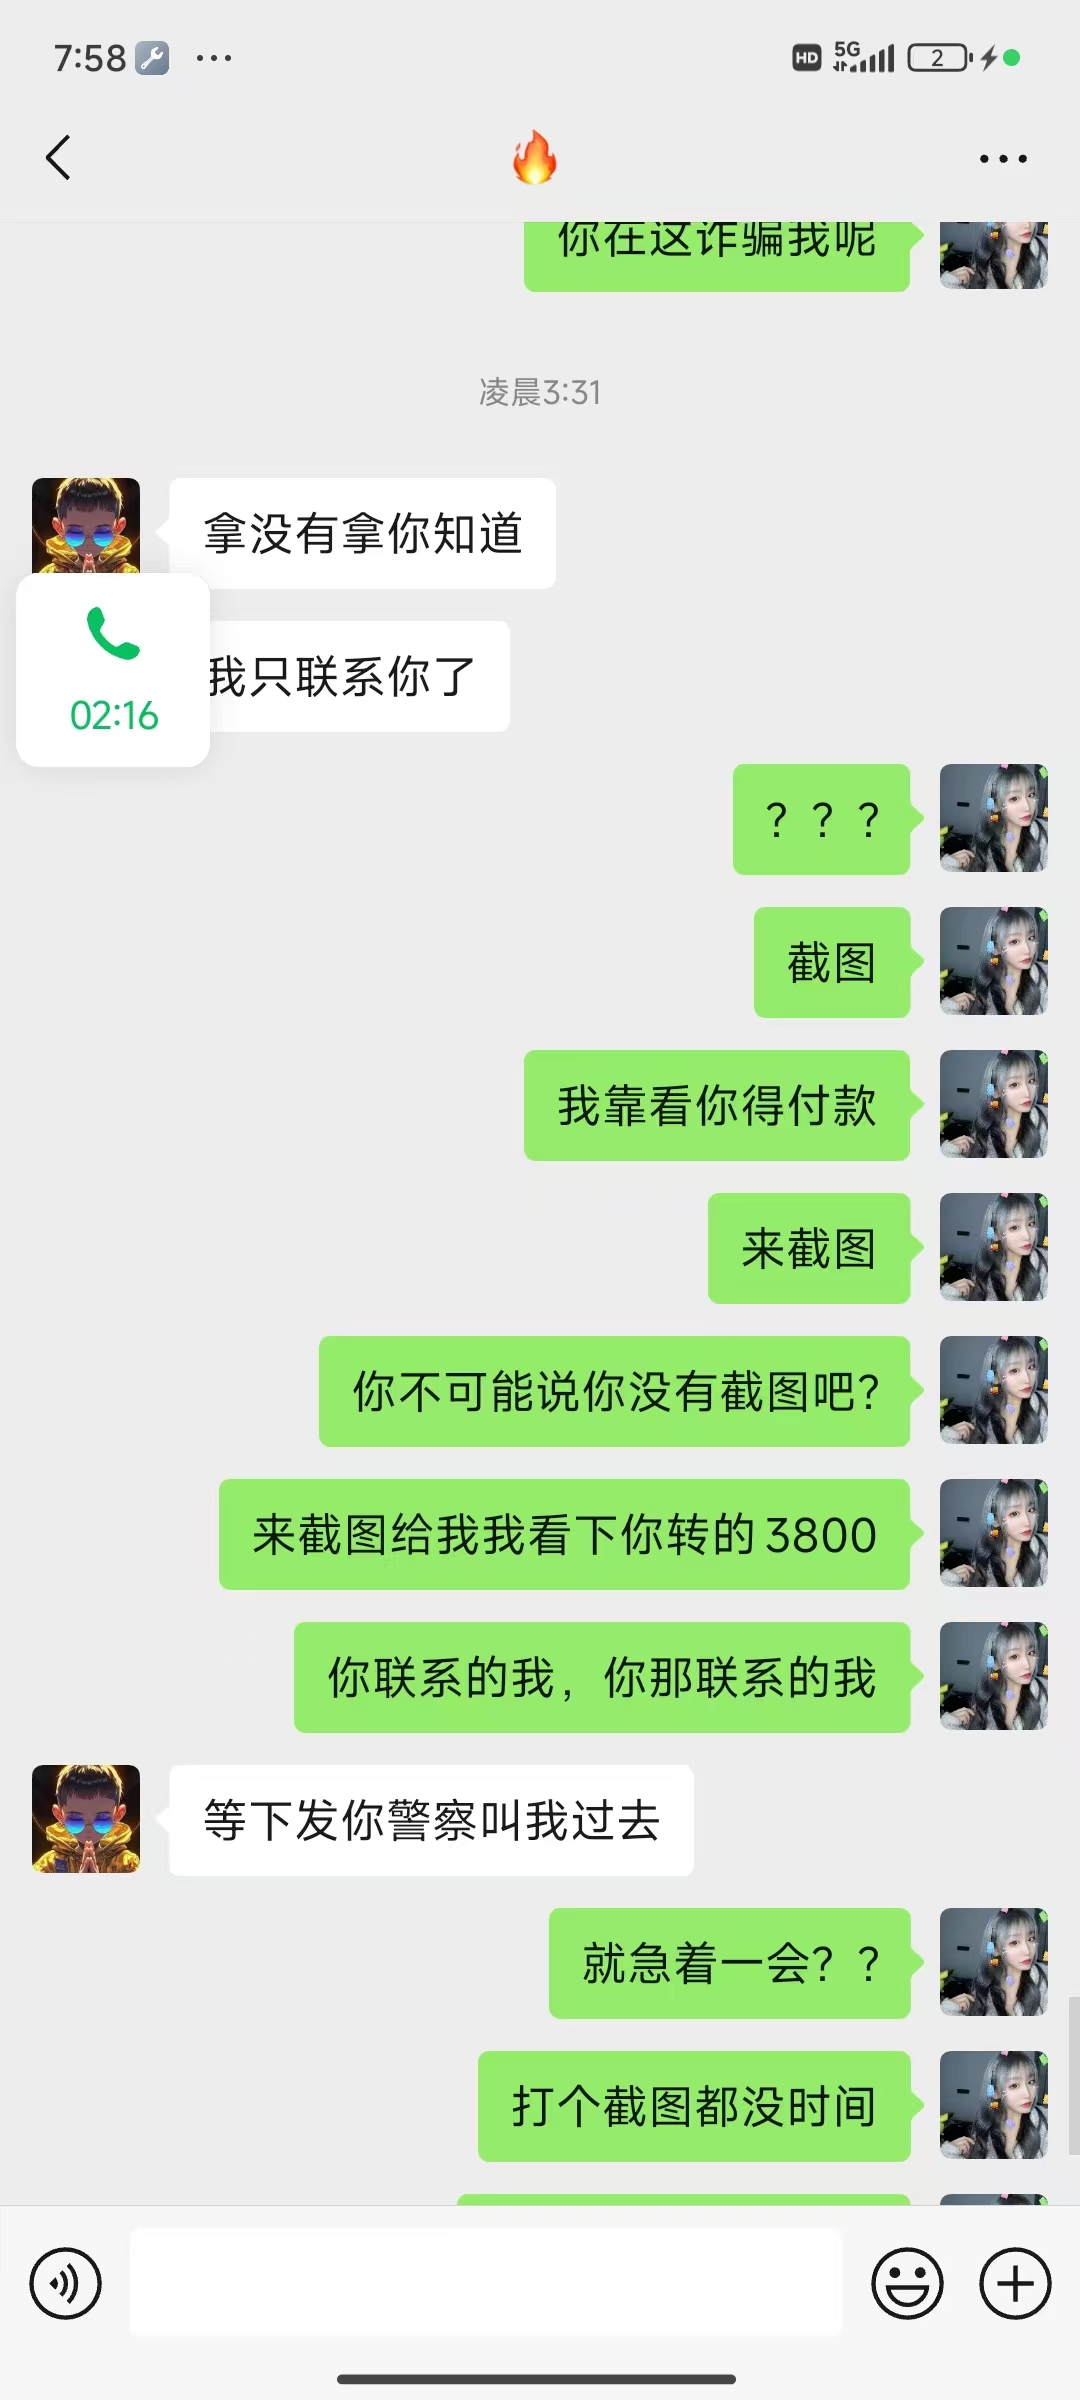 7:58
HD 5G 2
🔥
你在这诈骗我呢
凌晨3:31
拿没有拿你知道
02:16
我只联系你了
？？？
截图
我靠看你得付款
来截图
你不可能说你没有截图吧?
来截图给我我看下你转的3800
你联系的我，你那联系的我
等下发你警察叫我过去
就急着一会？？
打个截图都没时间